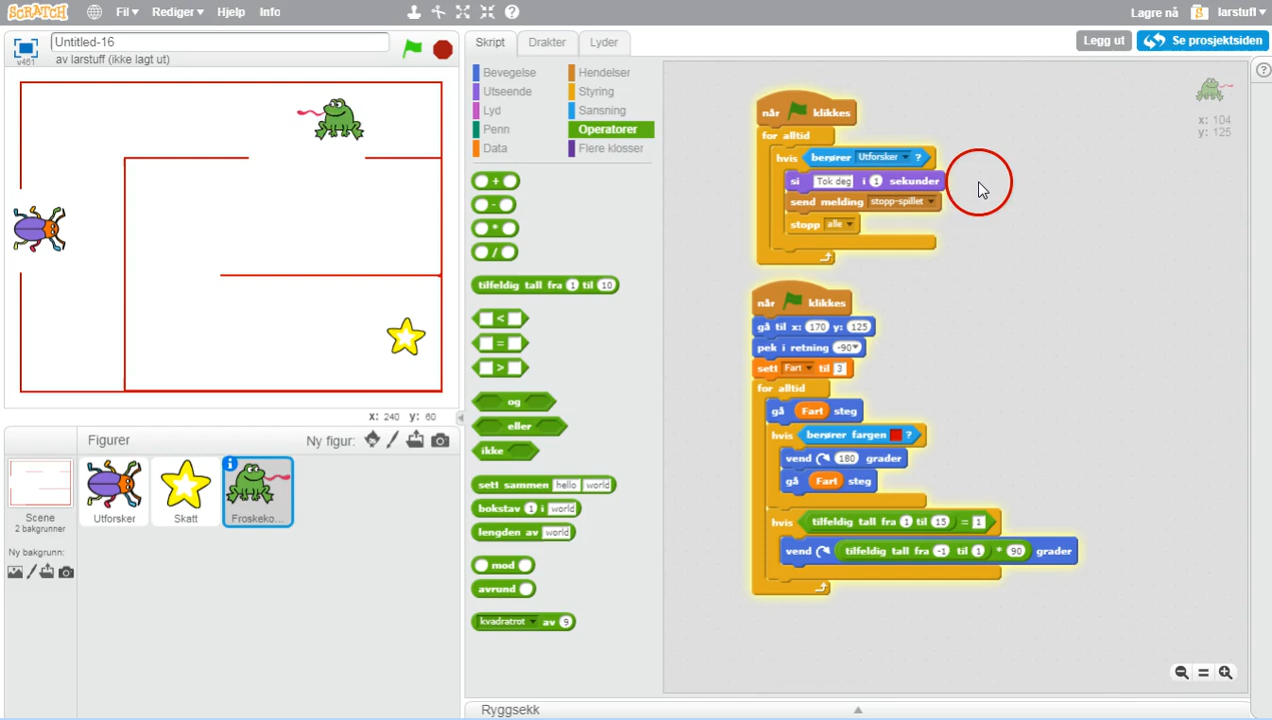 SCRATCH Fil Rediger Hjelp Info Lagre nå larstufl
Untitled-16
av larstuff (ikke lagt ut)
v461
Skript Drakter Lyder
Legg ut Se prosjektsiden
Bevegelse Hendelser
Utseende Styring
Lyd Sansning
Penn Operatorer
Data Flere klosser
+
-
*
/
tilfeldig tall fra 1 til 10
<
=
>
og
eller
ikke
sett sammen hello world
bokstav 1 i world
lengden av world
mod
avrund
kvadratrot av 9
når klikkes
for alltid
hvis berører Utforsker ?
si Tok deg i 1 sekunder
send melding stopp-spillet
stopp alle
når klikkes
gå til x: 170 y: 125
pek i retning -90
sett Fart til 3
for alltid
gå Fart steg
hvis berører fargen ?
vend 180 grader
gå Fart steg
hvis tilfeldig tall fra 1 til 15 = 1
vend tilfeldig tall fra -1 til 1 * 90 grader
x: 104
y: 125
x: 240 y: 60
Figurer Ny figur:
Scene
2 bakgrunner
Ny bakgrunn:
Utforsker Skatt Froskeko...
Ryggsekk